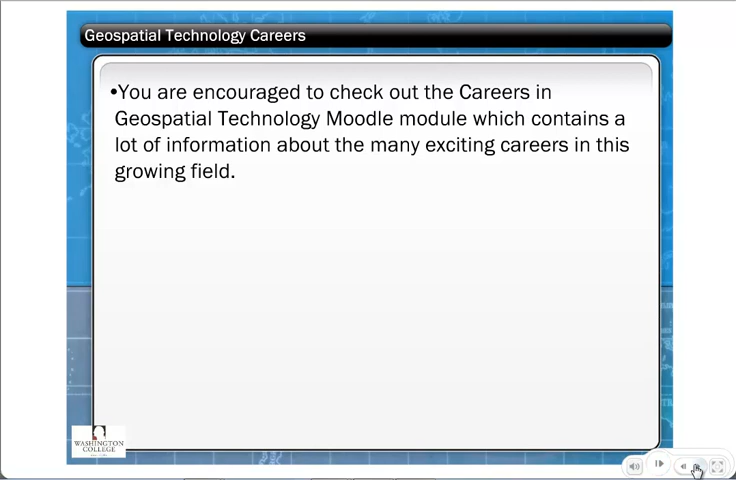 Geospatial Technology Careers
•You are encouraged to check out the Careers in
Geospatial Technology Moodle module which contains a
lot of information about the many exciting careers in this
growing field.
WASHINGTON
COLLEGE